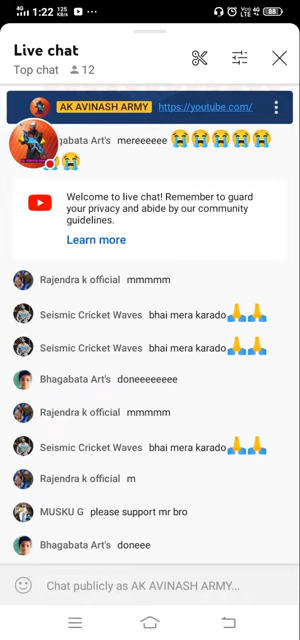 4G 1:22 125 KB/s VoD 4G 88
Live chat
Top chat 12
AK AVINASH ARMY https://youtube.com/
gabata Art's mereeeeee 😭😭😭😭😭
😭😭
Welcome to live chat! Remember to guard
your privacy and abide by our community
guidelines.
Learn more
Rajendra k official mmmmm
Seismic Cricket Waves bhai mera karado🙏🙏
Seismic Cricket Waves bhai mera karado🙏🙏
Bhagabata Art's doneeeeeeee
Rajendra k official mmmmm
Seismic Cricket Waves bhai mera karado🙏🙏
Rajendra k official m
MUSKU G please support mr bro
Bhagabata Art's doneee
Chat publicly as AK AVINASH ARMY...